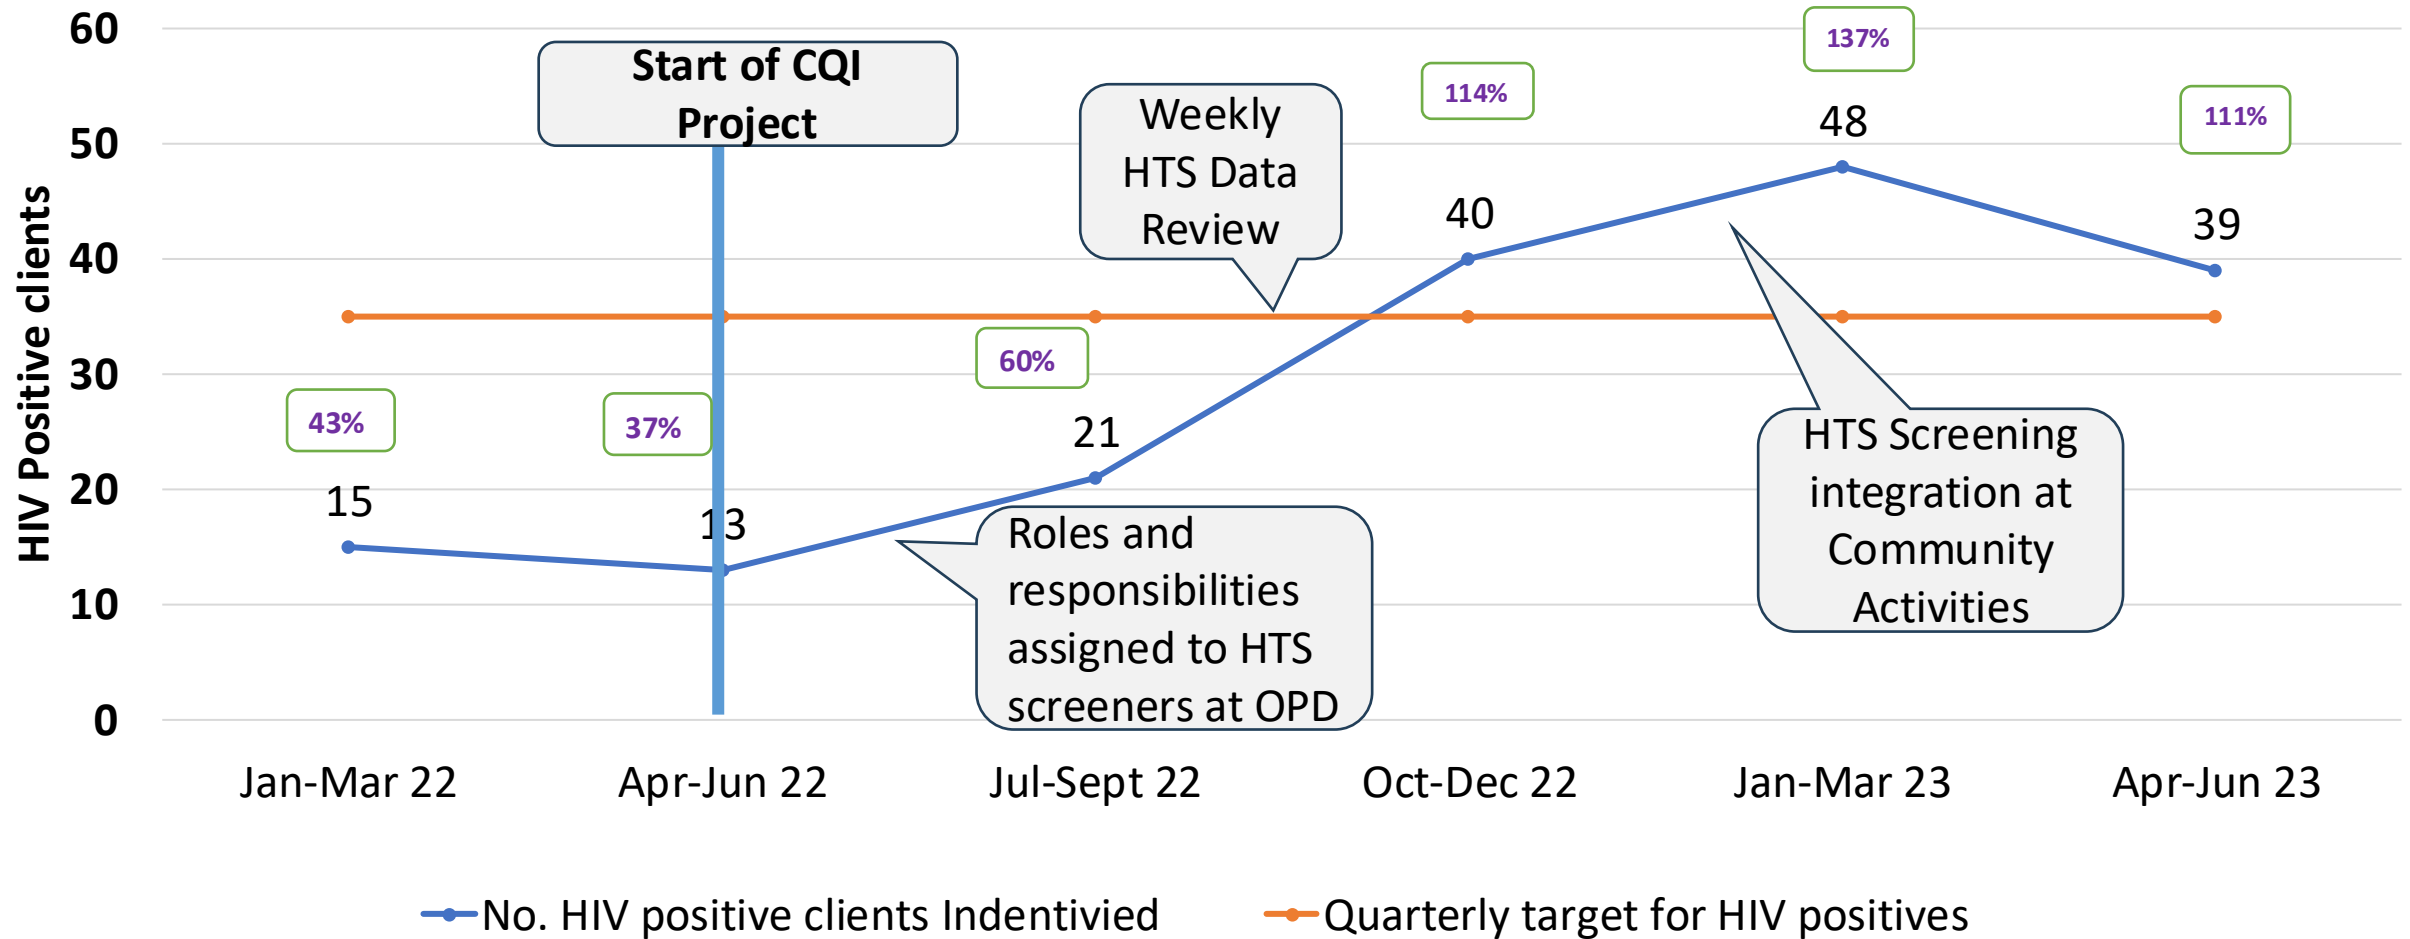 HIV Positive clients
60
50
40
30
20
10
0
Start of CQI
Project
Weekly
HTS Data
Review
Roles and
responsibilities
assigned to HTS
screeners at OPD
HTS Screening
integration at
Community
Activities
43%
37%
60%
114%
137%
111%
15
13
21
40
48
39
Jan-Mar 22
Apr-Jun 22
Jul-Sept 22
Oct-Dec 22
Jan-Mar 23
Apr-Jun 23
No. HIV positive clients Indentivied
Quarterly target for HIV positives